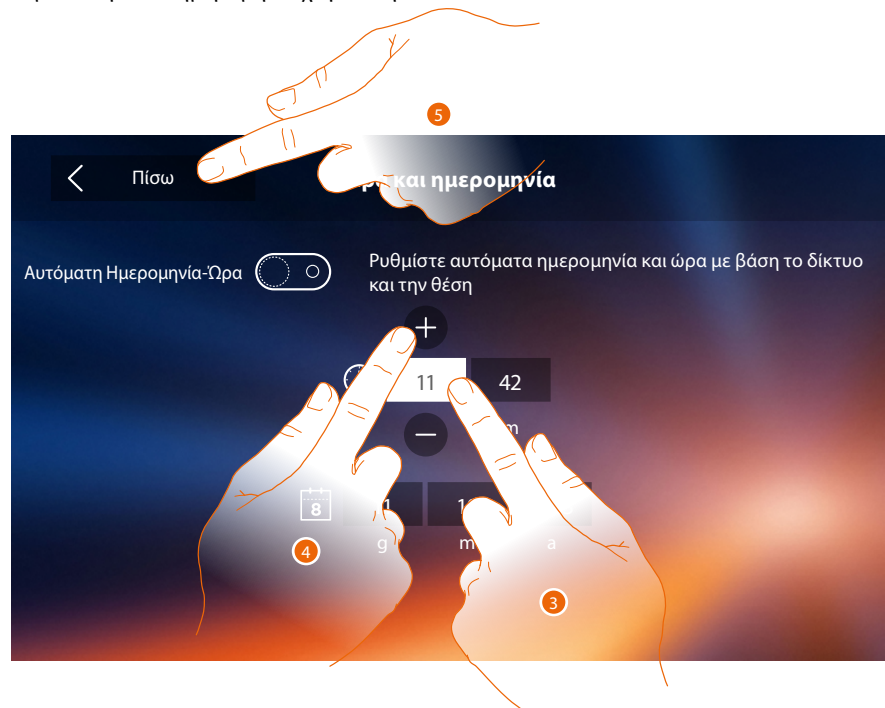 5
Πίσω
και ημερομηνία
Αυτόματη Ημερομηνία-Ώρα
Ρυθμίστε αυτόματα ημερομηνία και ώρα με βάση το δίκτυο
και την θέση
11 42
8
g m a
4
3